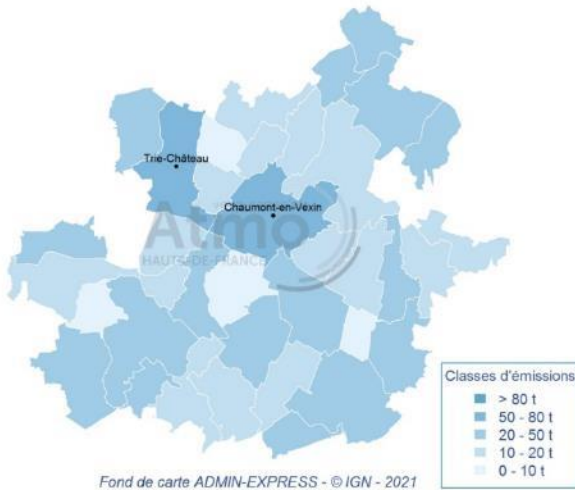 Trie-Château
Chaumont-en-Vexin
Atmo
HAUTS-DE-FRANCE
Classes d'émissions
> 80 t
50 - 80 t
20 - 50 t
10 - 20 t
0 - 10 t
Fond de carte ADMIN-EXPRESS - © IGN - 2021